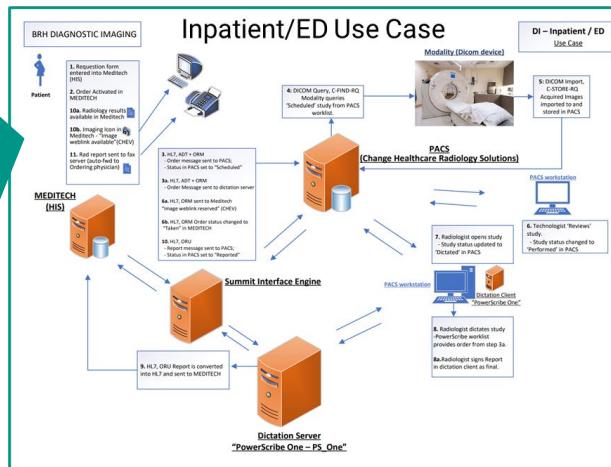 Inpatient/ED Use Case
BRH DIAGNOSTIC IMAGING
DI – Inpatient / ED
Use Case
Patient
1. Requestion form
entered into Meditech
(HIS)
2. Order Activated in
MEDITECH
10a. Radiology results
available in Meditech
10b. Imaging Icon in
Meditech - "Image
weblink available"(CHEV)
11. Rad report sent to fax
server (auto-fwd to
Ordering physician)
MEDITECH
(HIS)
3. HL7, ADT + ORM
- Order message sent to PACS;
- Status in PACS set to "Scheduled"
3a. HL7, ADT + ORM
- Order Message sent to dictation server
6a. HL7, ORM sent to Meditech
"Image weblink reserved" (CHEV)
6b. HL7, ORM Order status changed to
"Taken" in MEDITECH
10. HL7, ORU
- Report message sent to PACS;
- Status in PACS set to "Reported"
4: DICOM Query, C-FIND-RQ
Modality queries
'Scheduled' study from PACS
worklist.
Modality (Dicom device)
5: DICOM Import,
C-STORE-RQ
Acquired Images
imported to and
stored in PACS
PACS
(Change Healthcare Radiology Solutions)
PACS workstation
6. Technologist 'Reviews'
study.
- Study status changed to
'Performed' in PACS
7. Radiologist opens study
- Study status updated to
'Dictated' in PACS
PACS workstation
Dictation Client
"PowerScribe One"
8. Radiologist dictates study
-PowerScribe worklist
provides order from step 3a.
8a.Radiologist signs Report
in dictation client as final.
Summit Interface Engine
9. HL7, ORU Report is converted
into HL7 and sent to MEDITECH
Dictation Server
"PowerScribe One – PS_One"